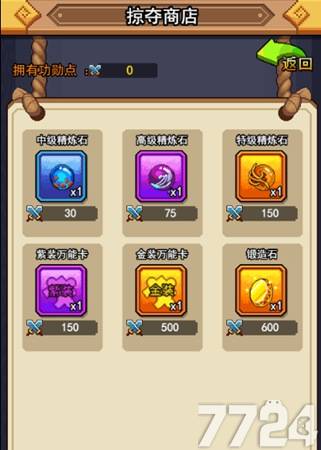 掠夺商店
返回
拥有功勋点： 0
中级精炼石 高级精炼石 特级精炼石
x1 x1 x1
30 75 150
紫装万能卡 金装万能卡 锻造石
紫装 金装
x1 x1 x1
150 500 600
7724